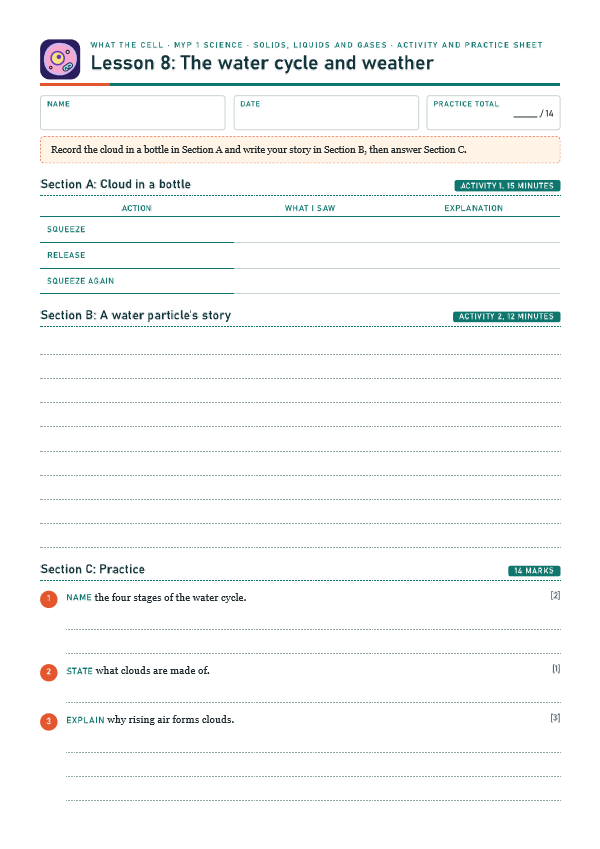 WHAT THE CELL · MYP 1 SCIENCE · SOLIDS, LIQUIDS AND GASES · ACTIVITY AND PRACTICE SHEET
Lesson 8: The water cycle and weather
NAME
DATE
PRACTICE TOTAL
_____ / 14
Record the cloud in a bottle in Section A and write your story in Section B, then answer Section C.
Section A: Cloud in a bottle
ACTIVITY 1, 15 MINUTES
ACTION WHAT I SAW EXPLANATION
SQUEEZE
RELEASE
SQUEEZE AGAIN
Section B: A water particle's story
ACTIVITY 2, 12 MINUTES
Section C: Practice
14 MARKS
1 NAME the four stages of the water cycle. [2]
2 STATE what clouds are made of. [1]
3 EXPLAIN why rising air forms clouds. [3]